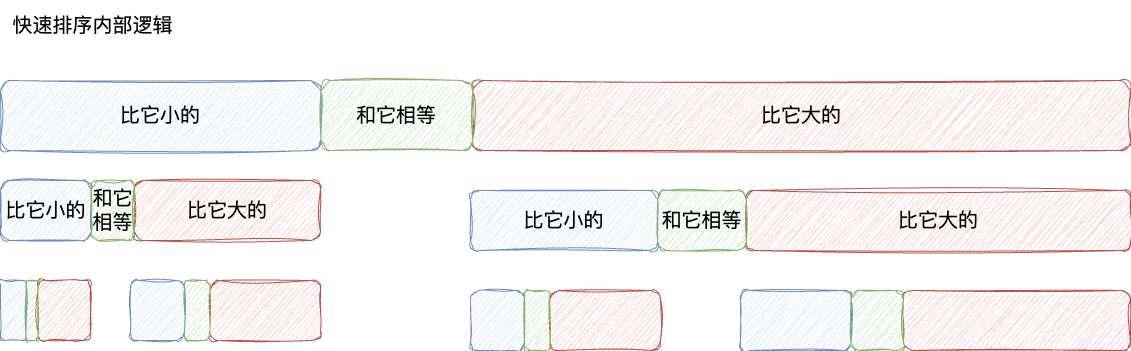 快速排序内部逻辑
比它小的
和它相等
比它大的
比它小的
和它
相等
比它大的
比它小的
和它相等
比它大的